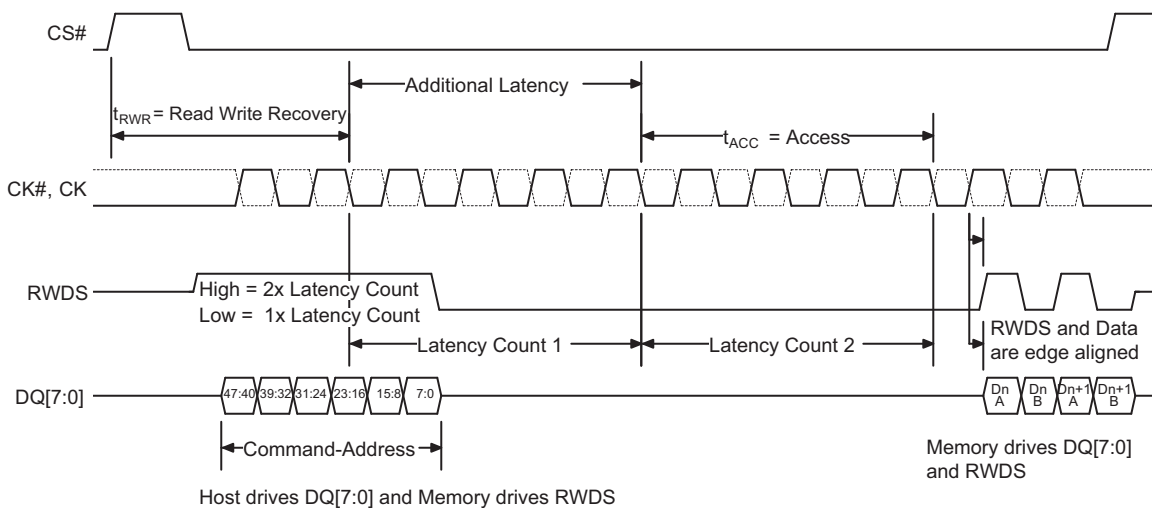 CS#
Additional Latency
tRWR = Read Write Recovery
tACC = Access
CK#, CK
RWDS
High = 2x Latency Count
Low = 1x Latency Count
Latency Count 1
Latency Count 2
RWDS and Data
are edge aligned
DQ[7:0]
47:40 39:32 31:24 23:16 15:8 7:0
Dn Dn Dn+1 Dn+1
A B A B
Command-Address
Memory drives DQ[7:0]
and RWDS
Host drives DQ[7:0] and Memory drives RWDS